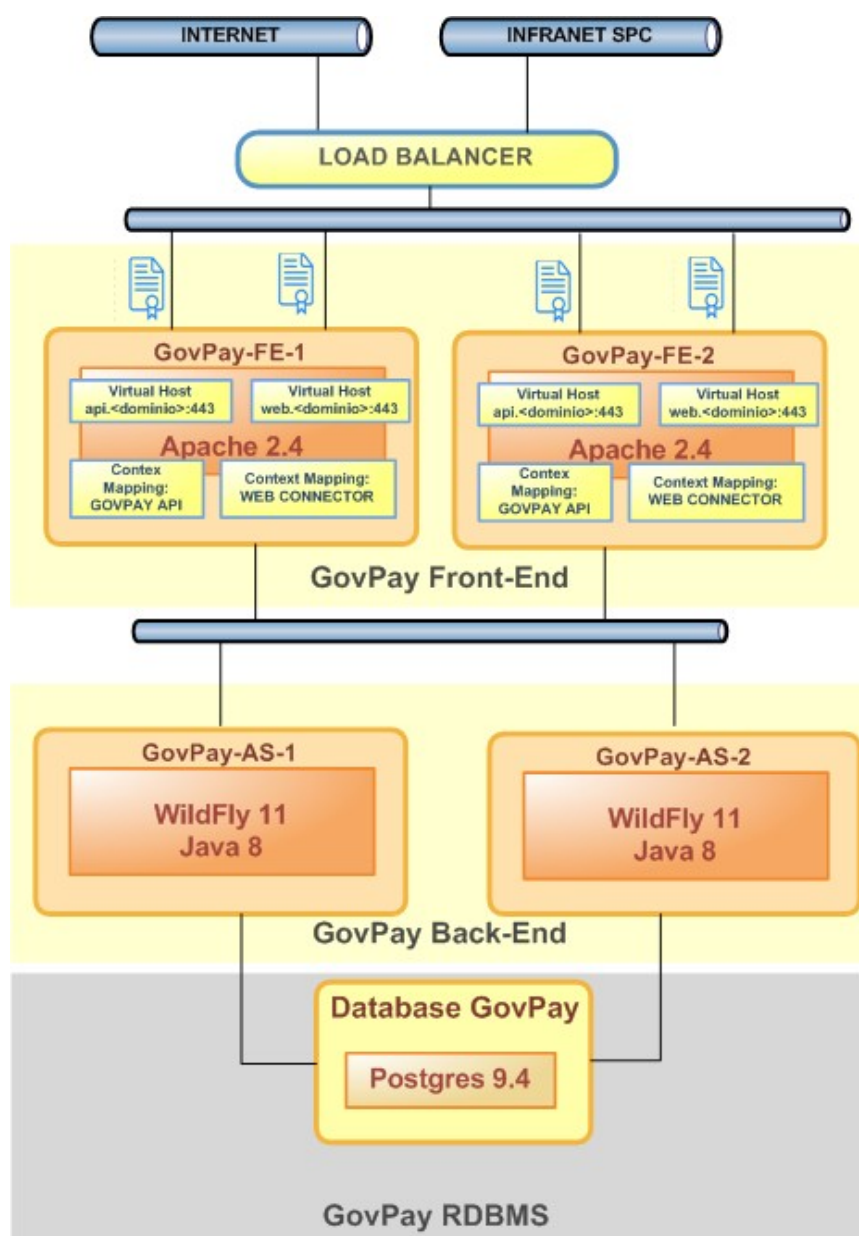 INTERNET
INFRANET SPC
LOAD BALANCER
GovPay-FE-1
Virtual Host
api.<dominio>:443
Virtual Host
web.<dominio>:443
Apache 2.4
Contex
Mapping:
GOVPAY API
Context Mapping:
WEB CONNECTOR
GovPay-FE-2
Virtual Host
api.<dominio>:443
Virtual Host
web.<dominio>:443
Apache 2.4
Contex
Mapping:
GOVPAY API
Context Mapping:
WEB CONNECTOR
GovPay Front-End
GovPay-AS-1
WildFly 11
Java 8
GovPay-AS-2
WildFly 11
Java 8
GovPay Back-End
Database GovPay
Postgres 9.4
GovPay RDBMS